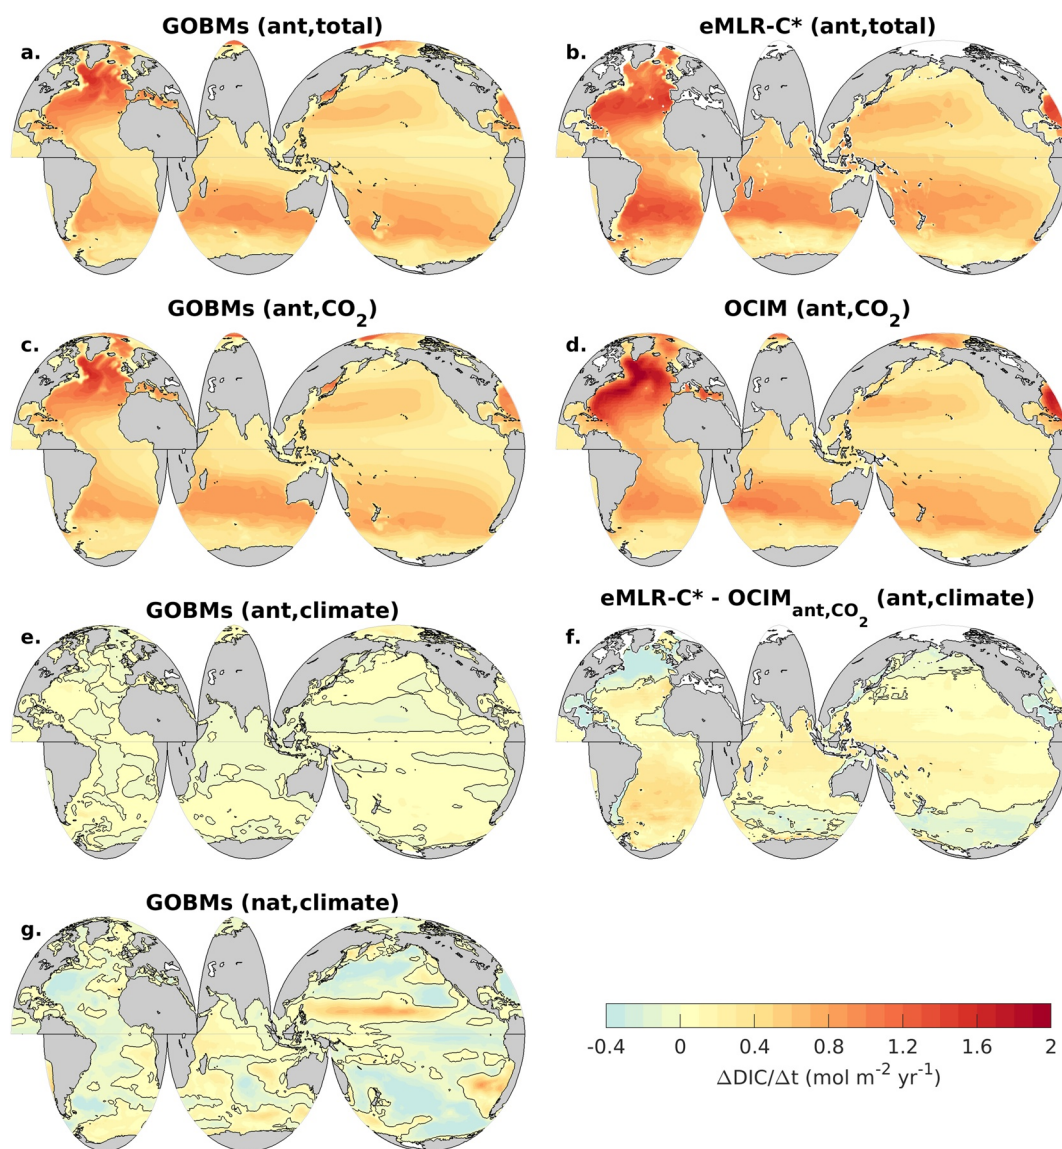 GOBMs (ant,total)
a.
eMLR-C* (ant,total)
b.
GOBMs (ant,CO2)
c.
OCIM (ant,CO2)
d.
GOBMs (ant,climate)
e.
eMLR-C* - OCIMant,CO2 (ant,climate)
f.
GOBMs (nat,climate)
g.
-0.4 0 0.4 0.8 1.2 1.6 2
ΔDIC/Δt (mol m-2 yr-1)